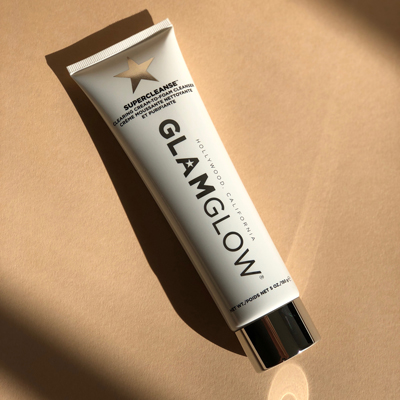 SUPERCLEANSE™
CLEARING CREAM-TO-FOAM CLEANSER
CRÈME MOUSSANTE NETTOYANTE
ET PURIFIANTE
GLAMGLOW®
HOLLYWOOD, CALIFORNIA
NET WT./POIDS NET 5 OZ./150 g